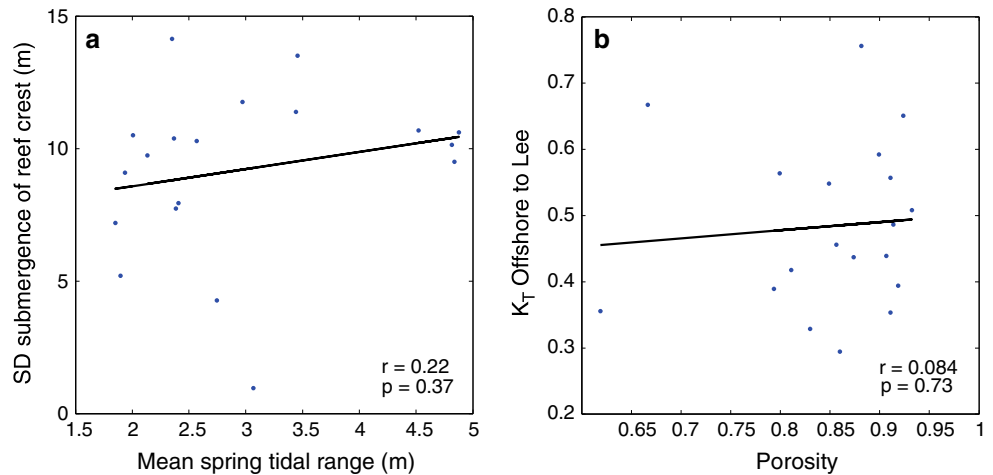 a
SD submergence of reef crest (m)
15
10
5
0
1.5 2 2.5 3 3.5 4 4.5 5
Mean spring tidal range (m)
r = 0.22
p = 0.37
b
K_T Offshore to Lee
0.8
0.7
0.6
0.5
0.4
0.3
0.2
0.65 0.7 0.75 0.8 0.85 0.9 0.95 1
Porosity
r = 0.084
p = 0.73